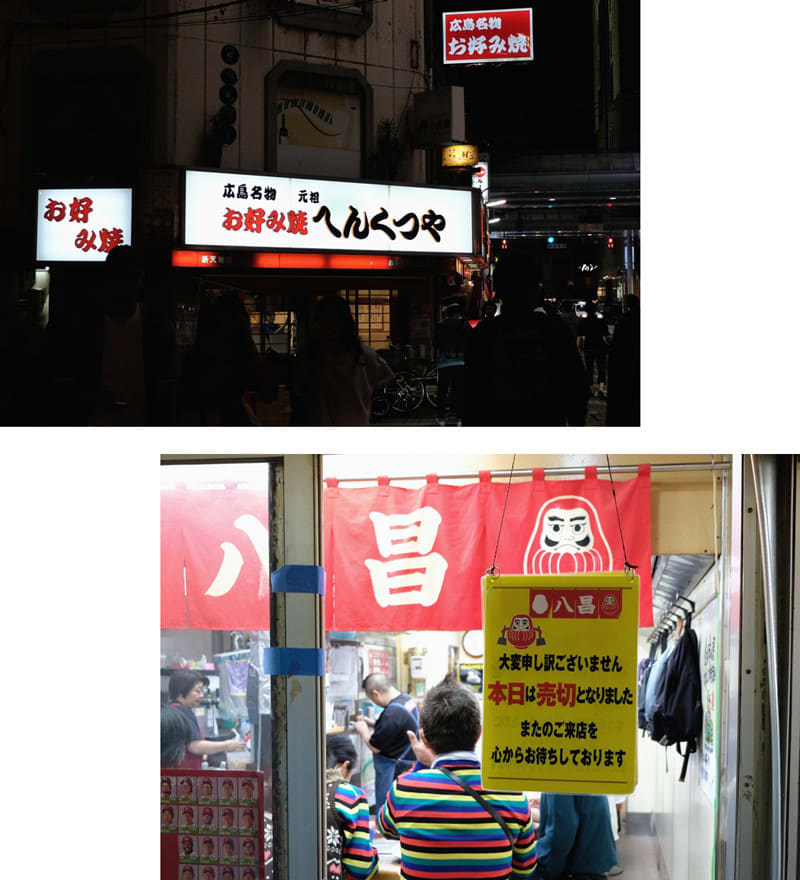 広島名物
お好み焼
お好
み焼
広島名物 元祖
お好み焼 へんくつや
新天地
八
昌
八昌
大変申し訳ございません
本日は売切となりました
またのご来店を
心からお待ちしております